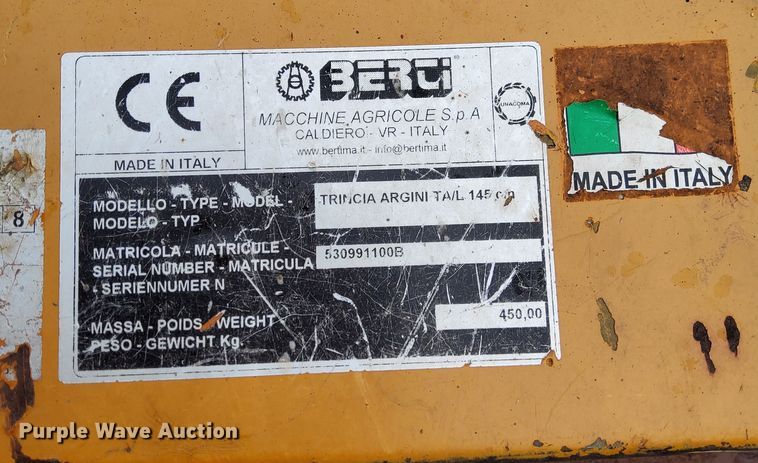 CE
MADE IN ITALY
BERTI
MACCHINE AGRICOLE S.p.A
CALDIERO - VR - ITALY
www.bertima.it - info@bertima.it
UNACOMA
MODELLO - TYPE - MODEL -
MODELO - TYP
TRINCIA ARGINI TA/L 145 cm
MATRICOLA - MATRICULE -
SERIAL NUMBER - MATRICULA
- SERIENNUMER N
530991100B
MASSA - POIDS - WEIGHT
PESO - GEWICHT Kg.
450,00
MADE IN ITALY
8
Purple Wave Auction